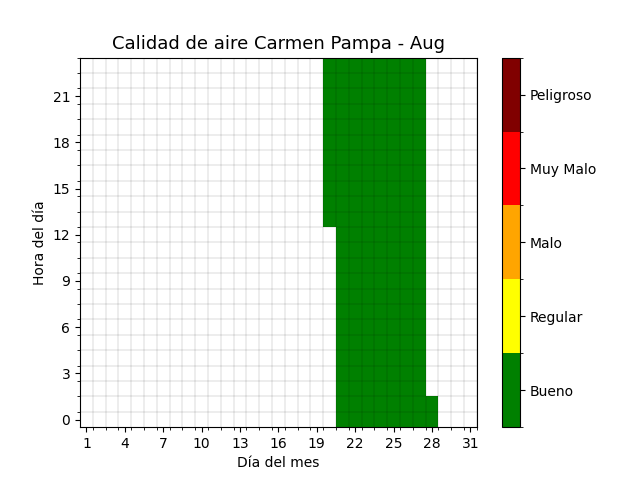 Calidad de aire Carmen Pampa - Aug
Hora del día
21
18
15
12
9
6
3
0
1 4 7 10 13 16 19 22 25 28 31
Día del mes
Peligroso
Muy Malo
Malo
Regular
Bueno